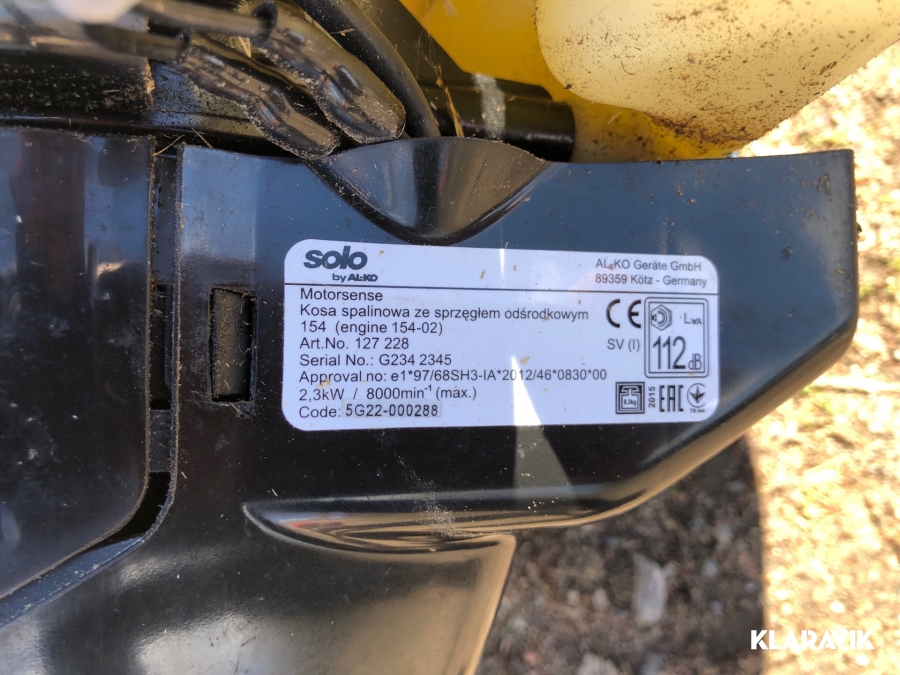 solo
by AL-KO
AL-KO Geräte GmbH
89359 Kötz - Germany
Motorsense
Kosa spalinowa ze sprzęgłem odśrodkowym
154 (engine 154-02)
Art.No. 127 228
Serial No.: G234 2345
Approval no: e1*97/68SH3-IA*2012/46*0830*00
2,3kW / 8000min⁻¹ (max.)
Code: 5G22-000288
CE
SV (I)
LWA
112 dB
2015
EAC
KLARAVIK